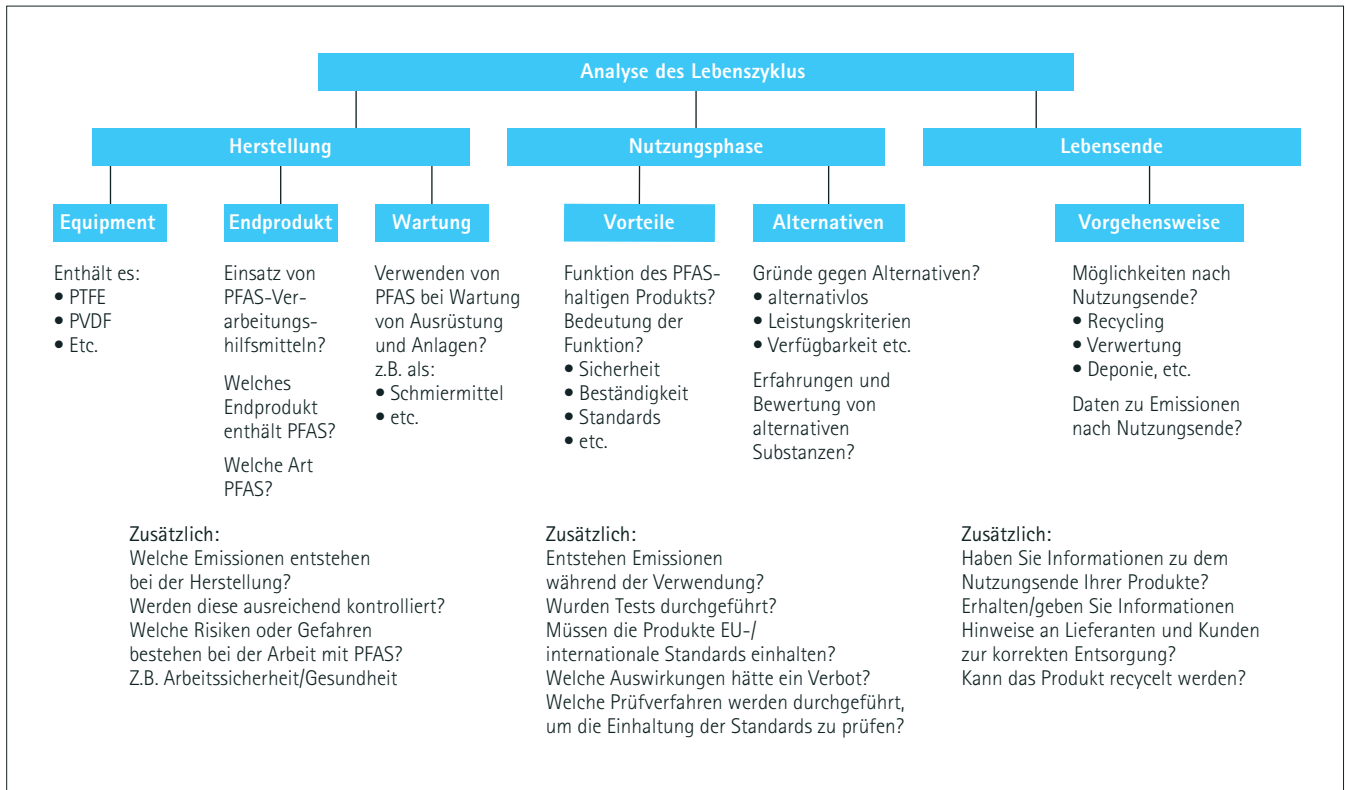 Analyse des Lebenszyklus
Herstellung
Nutzungsphase
Lebensende
Equipment
Endprodukt
Wartung
Vorteile
Alternativen
Vorgehensweise
Enthält es:
• PTFE
• PVDF
• Etc.
Einsatz von
PFAS-Ver-
arbeitungs-
hilfsmitteln?
Welches
Endprodukt
enthält PFAS?
Welche Art
PFAS?
Verwenden von
PFAS bei Wartung
von Ausrüstung
und Anlagen?
z.B. als:
• Schmiermittel
• etc.
Funktion des PFAS-
haltigen Produkts?
Bedeutung der
Funktion?
• Sicherheit
• Beständigkeit
• Standards
• etc.
Gründe gegen Alternativen?
• alternativlos
• Leistungskriterien
• Verfügbarkeit etc.
Erfahrungen und
Bewertung von
alternativen
Substanzen?
Möglichkeiten nach
Nutzungsende?
• Recycling
• Verwertung
• Deponie, etc.
Daten zu Emissionen
nach Nutzungsende?
Zusätzlich:
Welche Emissionen entstehen
bei der Herstellung?
Werden diese ausreichend kontrolliert?
Welche Risiken oder Gefahren
bestehen bei der Arbeit mit PFAS?
Z.B. Arbeitssicherheit/Gesundheit
Zusätzlich:
Entstehen Emissionen
während der Verwendung?
Wurden Tests durchgeführt?
Müssen die Produkte EU-/
internationale Standards einhalten?
Welche Auswirkungen hätte ein Verbot?
Welche Prüfverfahren werden durchgeführt,
um die Einhaltung der Standards zu prüfen?
Zusätzlich:
Haben Sie Informationen zu dem
Nutzungsende Ihrer Produkte?
Erhalten/geben Sie Informationen
Hinweise an Lieferanten und Kunden
zur korrekten Entsorgung?
Kann das Produkt recycelt werden?